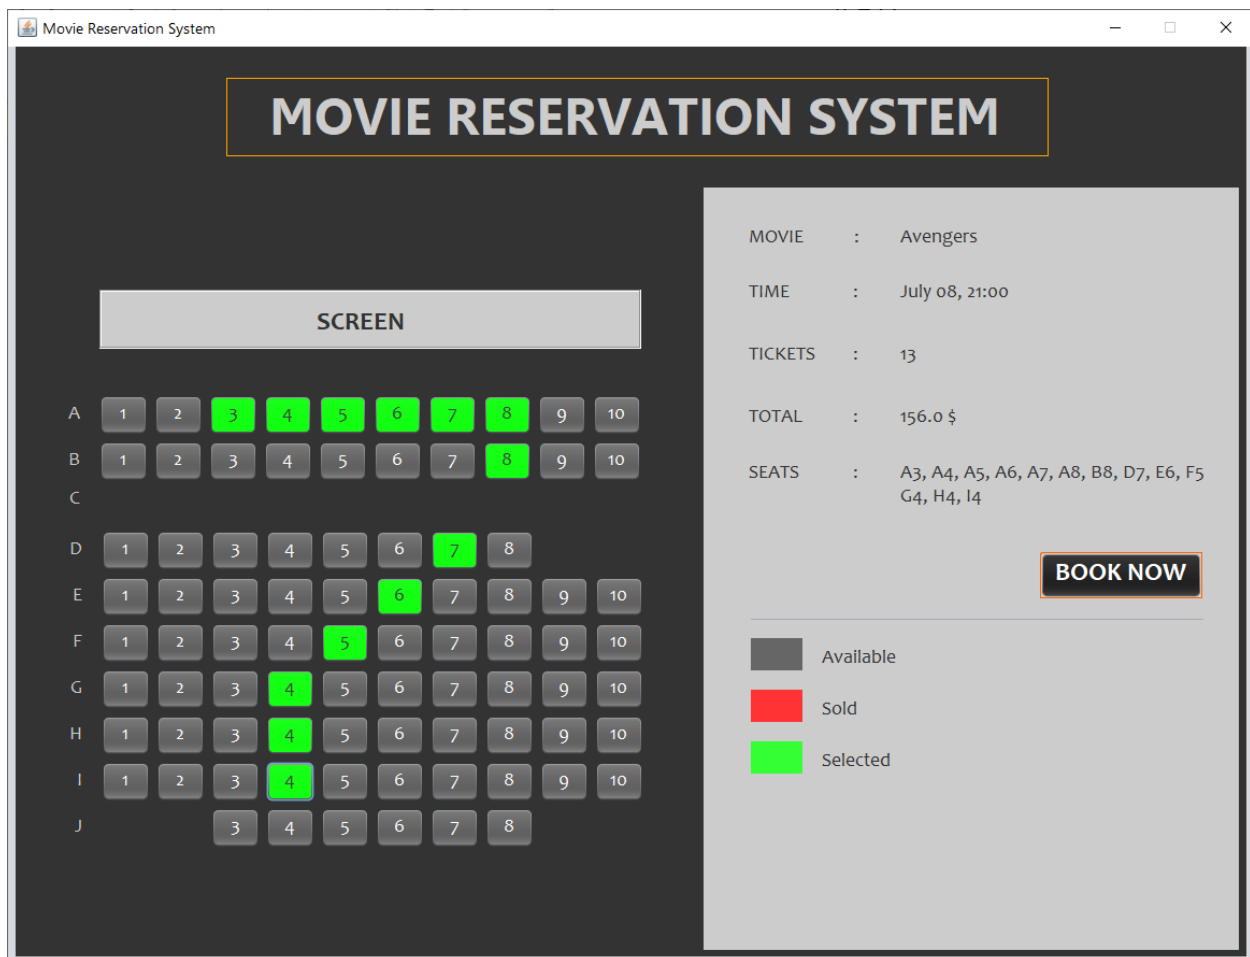 Movie Reservation System
MOVIE RESERVATION SYSTEM
SCREEN
A 1 2 3 4 5 6 7 8 9 10
B 1 2 3 4 5 6 7 8 9 10
C
D 1 2 3 4 5 6 7 8
E 1 2 3 4 5 6 7 8 9 10
F 1 2 3 4 5 6 7 8 9 10
G 1 2 3 4 5 6 7 8 9 10
H 1 2 3 4 5 6 7 8 9 10
I 1 2 3 4 5 6 7 8 9 10
J 3 4 5 6 7 8
MOVIE : Avengers
TIME : July 08, 21:00
TICKETS : 13
TOTAL : 156.0 $
SEATS : A3, A4, A5, A6, A7, A8, B8, D7, E6, F5
G4, H4, I4
BOOK NOW
Available
Sold
Selected